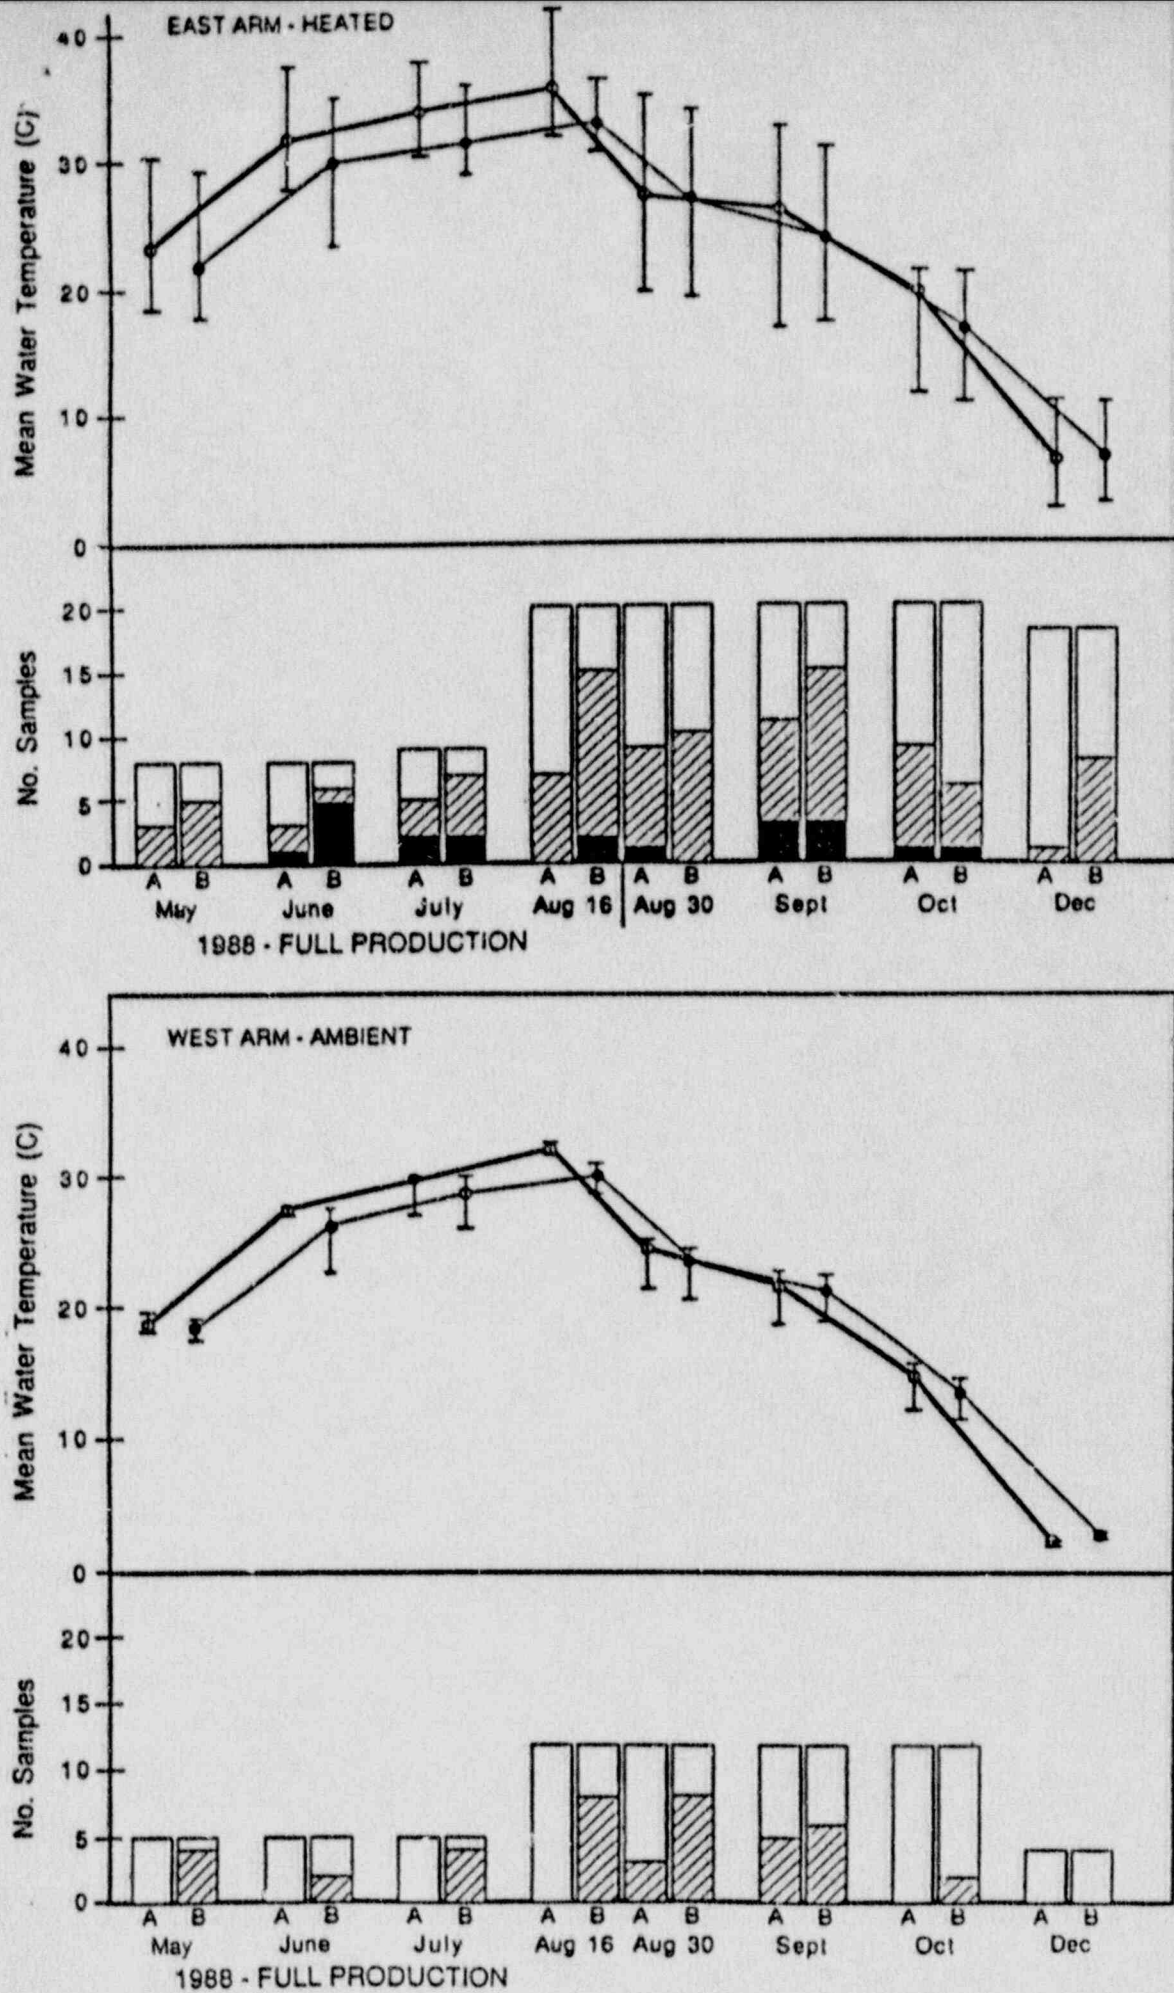 EAST ARM - HEATED
Mean Water Temperature (C)
40
30
20
10
0
No. Samples
20
15
10
5
0
A B A B A B A B A B A B A B A B
May June July Aug 16 Aug 30 Sept Oct Dec
1988 - FULL PRODUCTION
WEST ARM - AMBIENT
Mean Water Temperature (C)
40
30
20
10
0
No. Samples
20
15
10
5
0
A B A B A B A B A B A B A B A B
May June July Aug 16 Aug 30 Sept Oct Dec
1988 - FULL PRODUCTION